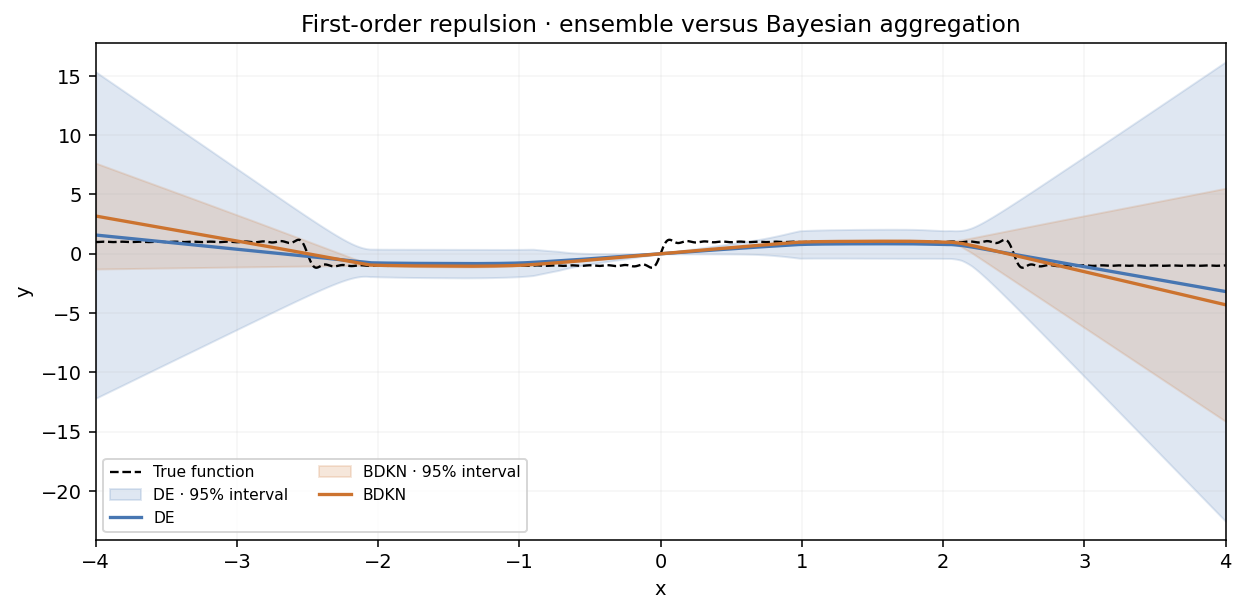 First-order repulsion · ensemble versus Bayesian aggregation
y
15
10
5
0
−5
−10
−15
−20
True function
DE · 95% interval
DE
BDKN · 95% interval
BDKN
−4
−3
−2
−1
0
1
2
3
4
x